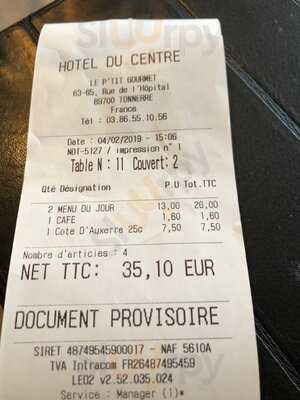 Sluurpy
HOTEL DU CENTRE
LE P'TIT GOURMET
63-65, Rue de l'Hôpital
89700 TONNERRE
France
Tél : 03.86.55.10.56
Date : 04/02/2019 - 15:06
NOT-5127 / impression n° 1
Table N : 11 Couvert: 2
Qté Désignation P.U Tot.TTC
2 MENU DU JOUR 13,00 26,00
1 CAFE 1,60 1,60
1 Cote D'Auxerre 25c 7,50 7,50
Nombre d'articles : 4
NET TTC: 35,10 EUR
DOCUMENT PROVISOIRE
SIRET 48749545900017 - NAF 5610A
TVA Intracom FR26487495459
LEO2 v2.52.035.024
Service : Manager (1)*